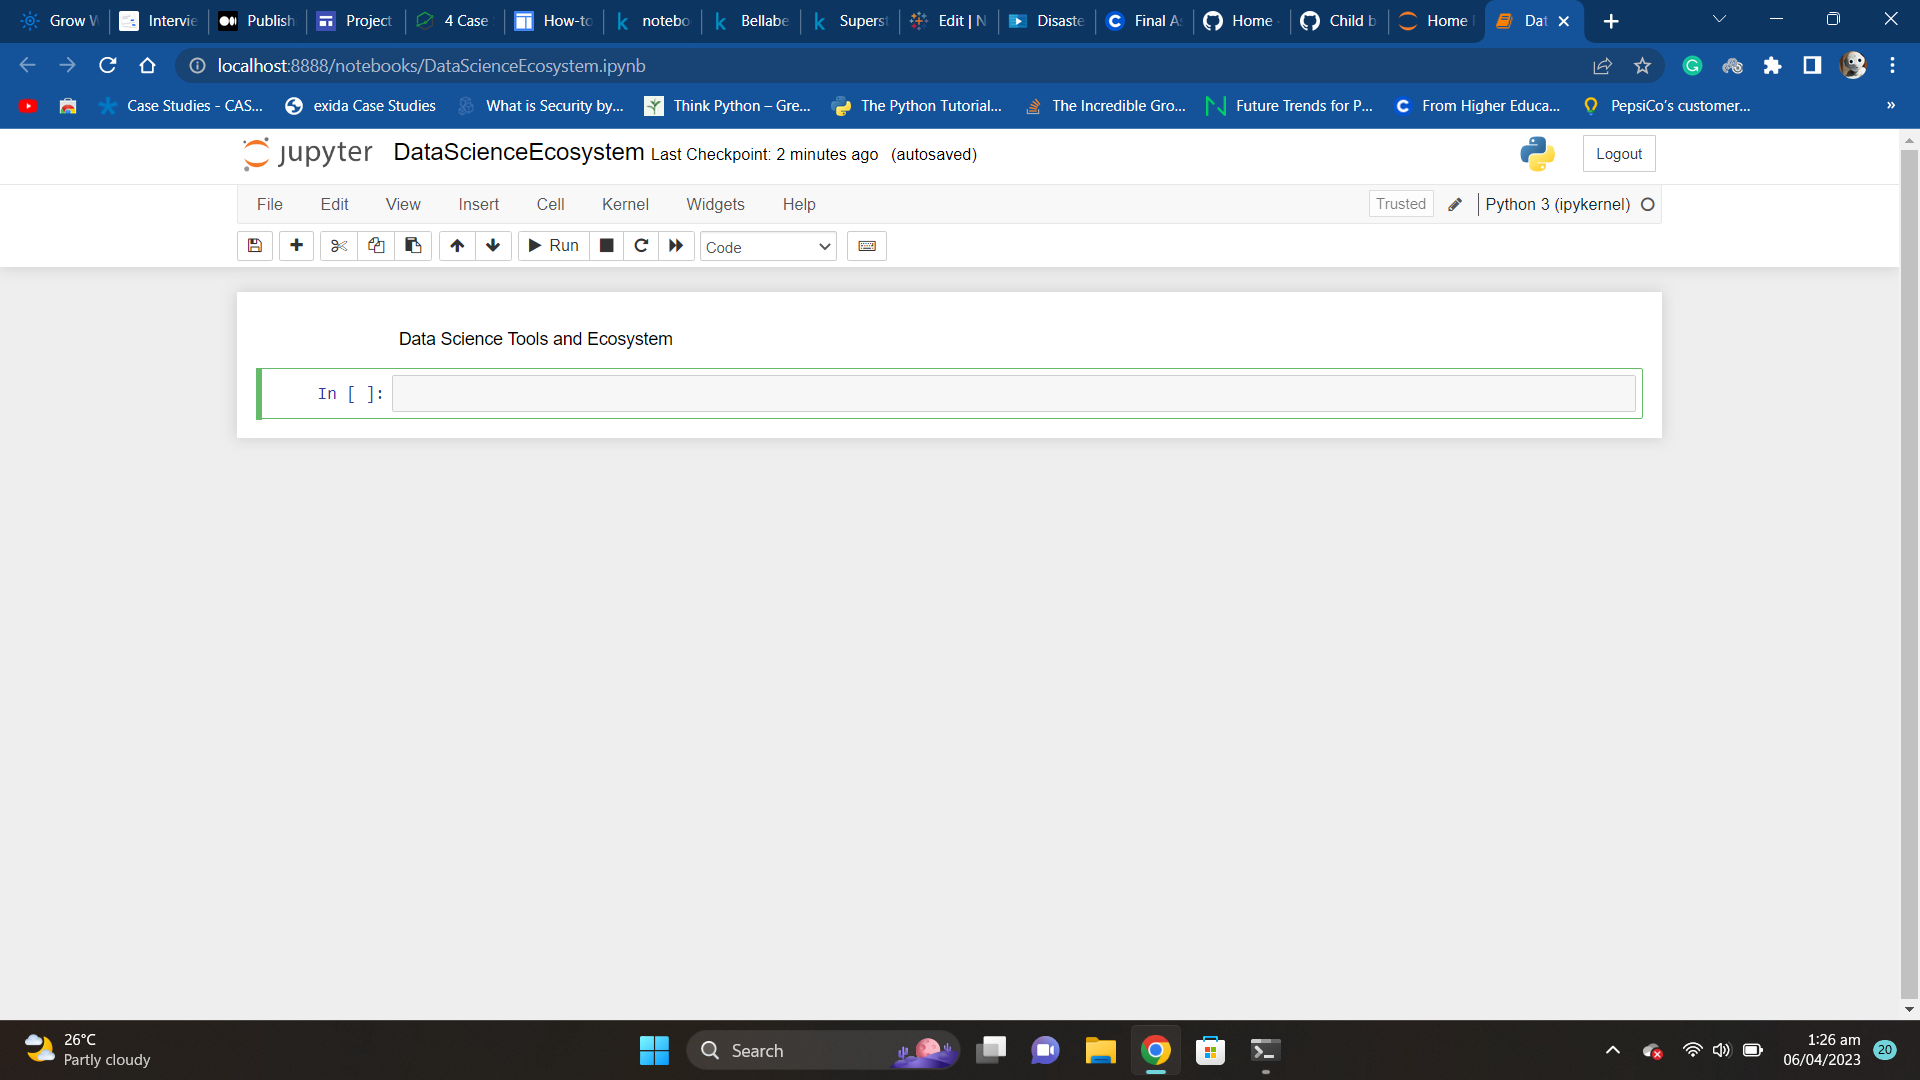 Grow W
Intervie
Publish
Project
4 Case
How-to
notebo
Bellabe
Superst
Edit | N
Disaste
Final As
Home
Child b
Home
Dat
localhost:8888/notebooks/DataScienceEcosystem.ipynb
Case Studies - CAS...
exida Case Studies
What is Security by...
Think Python – Gre...
The Python Tutorial...
The Incredible Gro...
Future Trends for P...
From Higher Educa...
PepsiCo's customer...
»
jupyter DataScienceEcosystem Last Checkpoint: 2 minutes ago (autosaved)
Logout
File Edit View Insert Cell Kernel Widgets Help
Trusted
Python 3 (ipykernel)
Run
Code
Data Science Tools and Ecosystem
In [ ]:
26°C
Partly cloudy
Search
1:26 am
06/04/2023
20